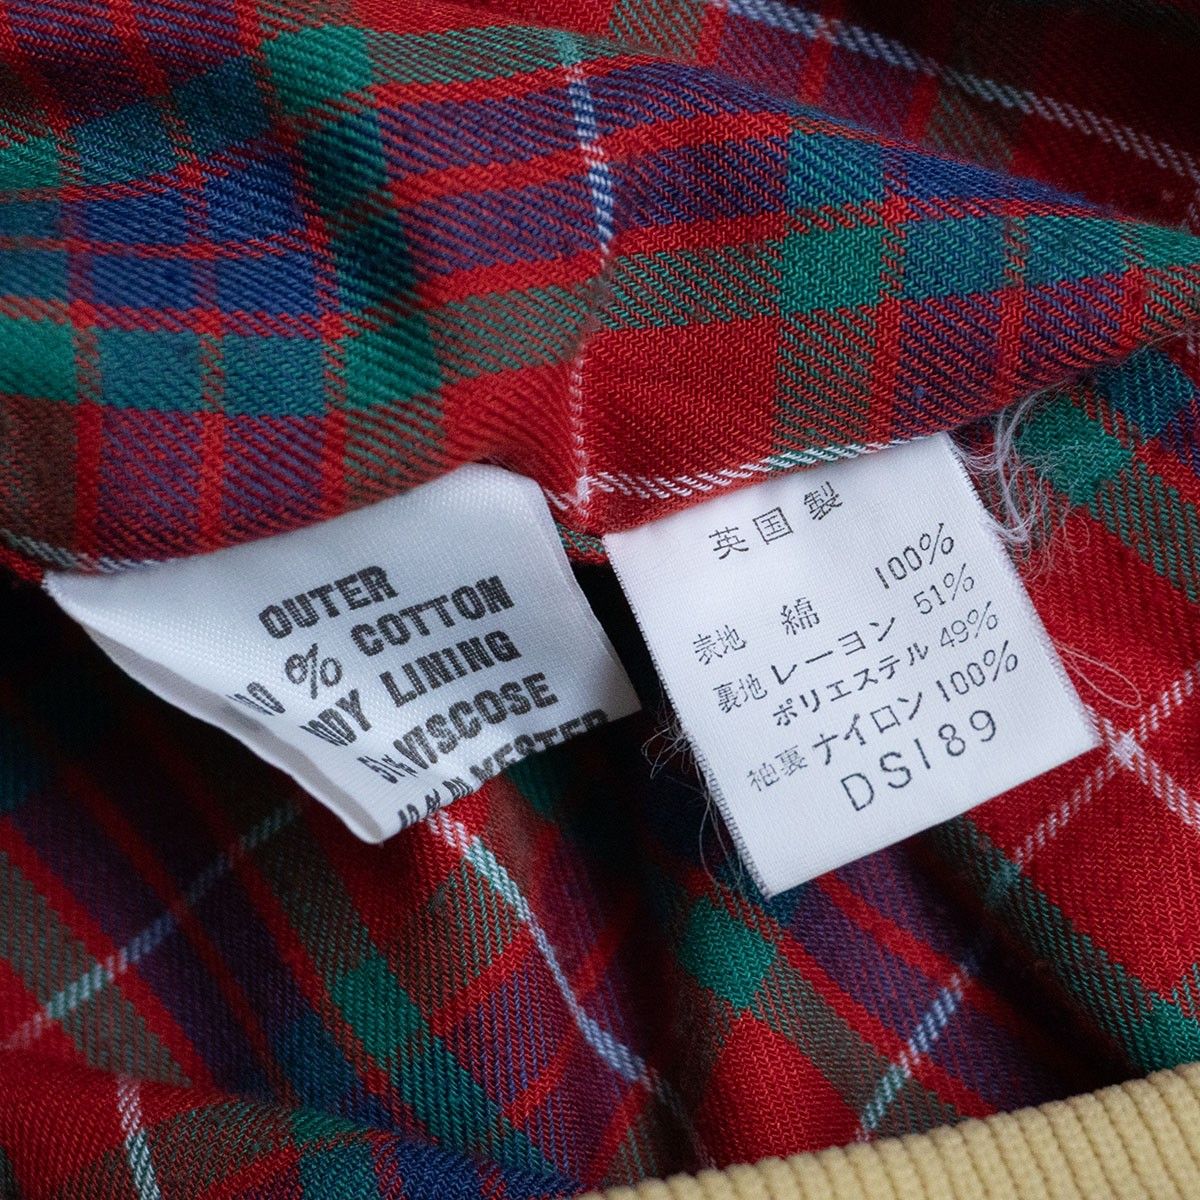 OUTER
% COTTON
LINING
VISCOSE
英国製
表地 綿 100%
裏地 レーヨン 51%
ポリエステル 49%
袖裏 ナイロン 100%
DS189